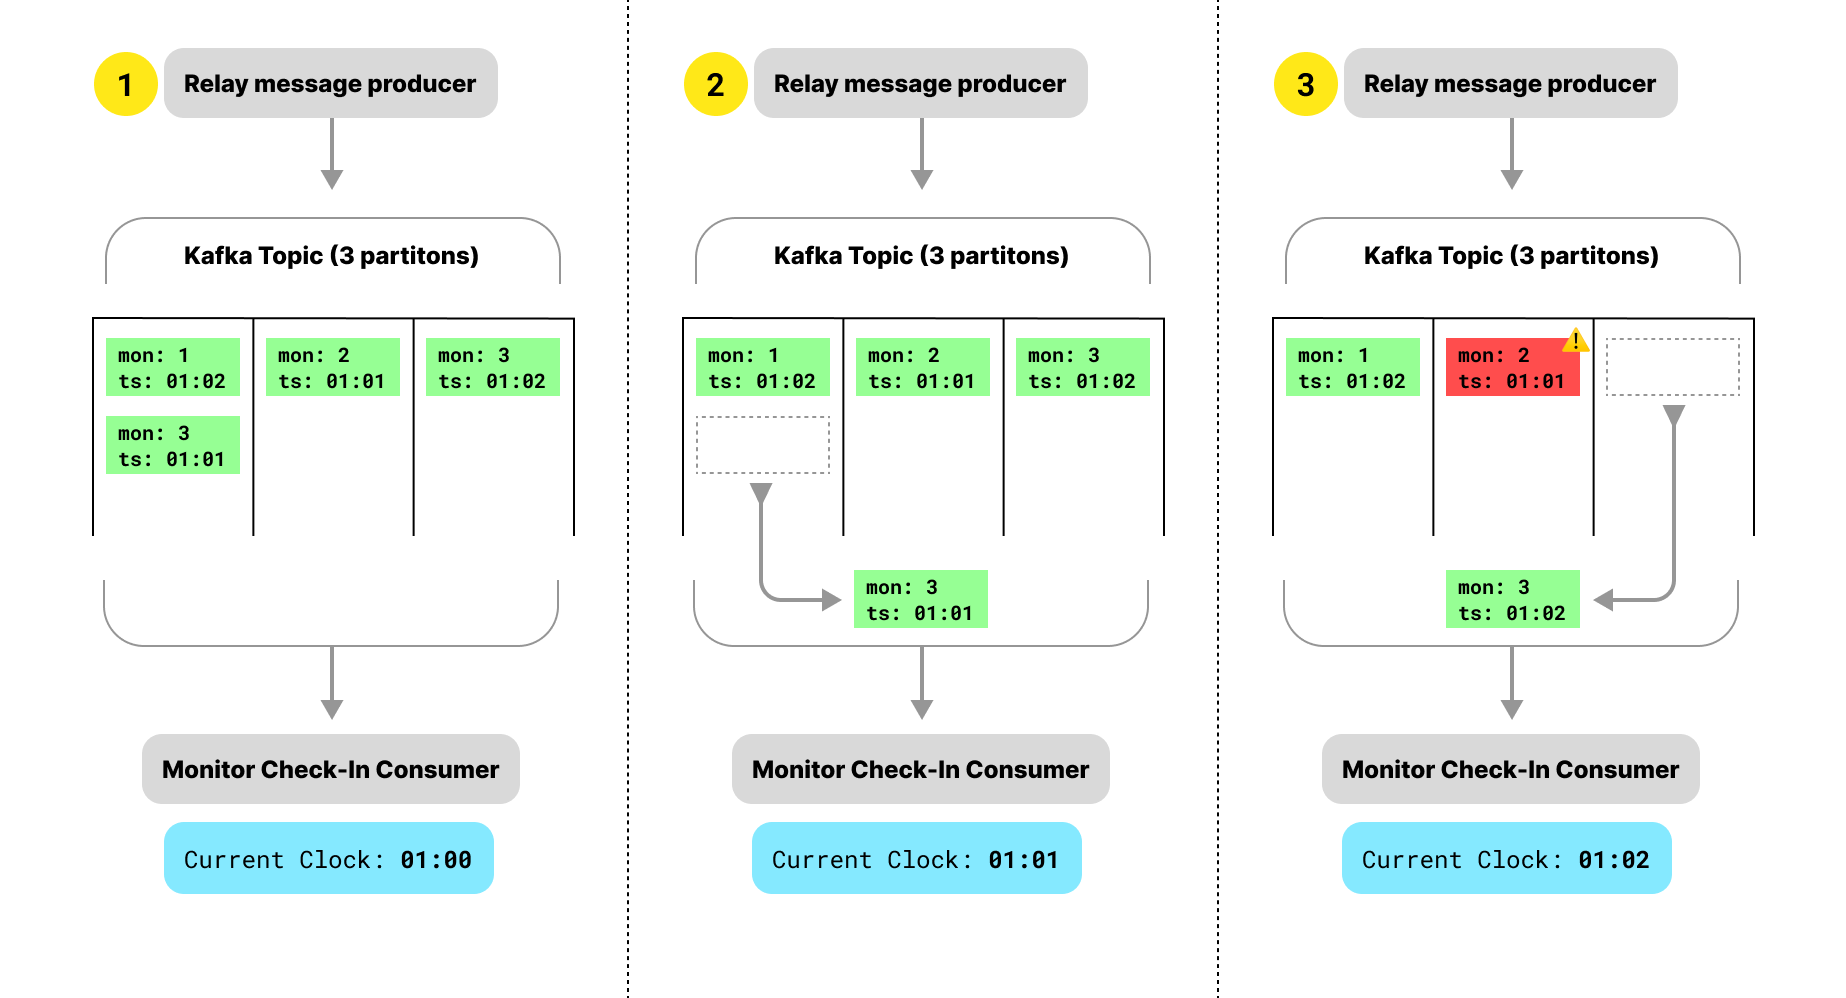 1
Relay message producer
Kafka Topic (3 partitons)
mon: 1
ts: 01:02
mon: 3
ts: 01:01
mon: 2
ts: 01:01
mon: 3
ts: 01:02
Monitor Check-In Consumer
Current Clock: 01:00
2
Relay message producer
Kafka Topic (3 partitons)
mon: 1
ts: 01:02
mon: 2
ts: 01:01
mon: 3
ts: 01:02
mon: 3
ts: 01:01
Monitor Check-In Consumer
Current Clock: 01:01
3
Relay message producer
Kafka Topic (3 partitons)
mon: 1
ts: 01:02
mon: 2
ts: 01:01
mon: 3
ts: 01:02
Monitor Check-In Consumer
Current Clock: 01:02